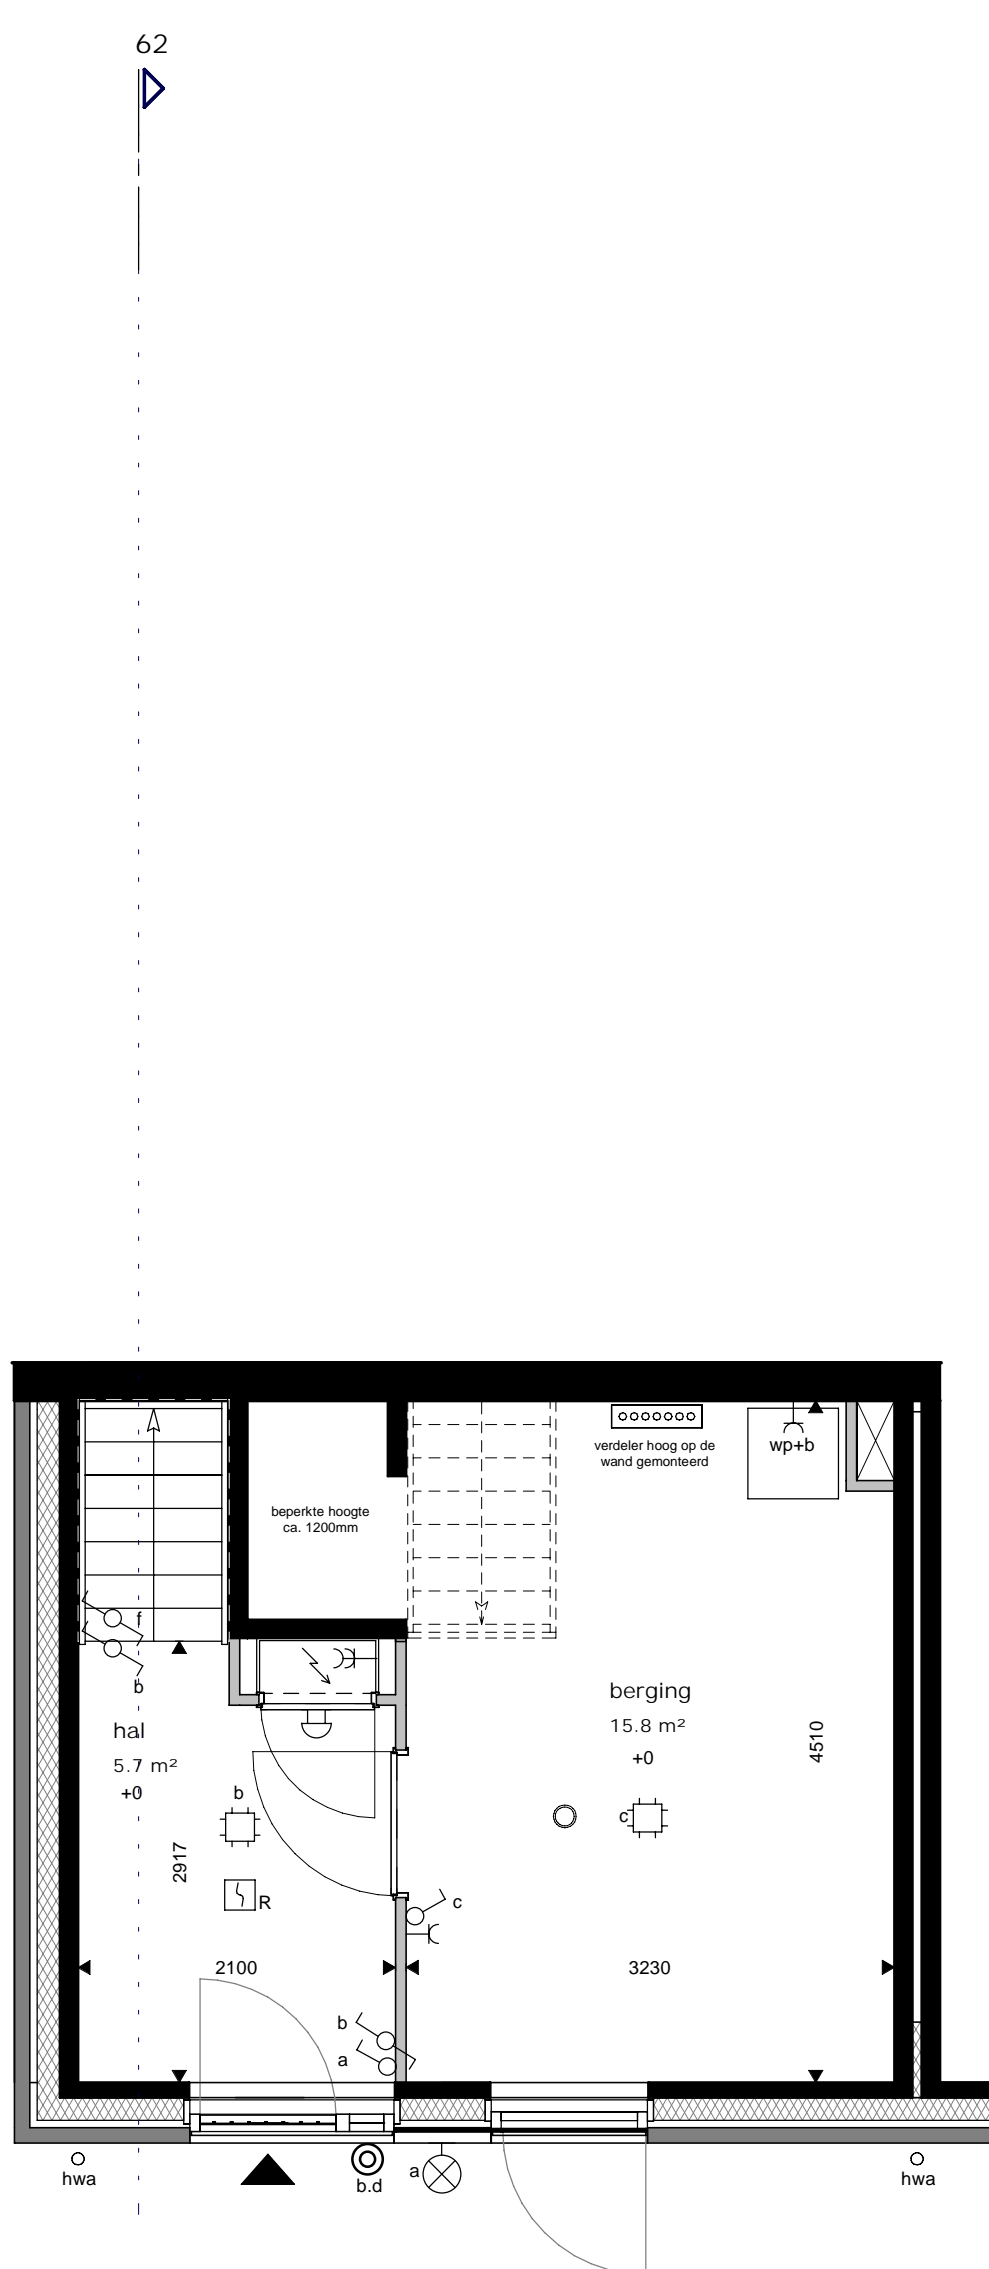 62
verdeler hoog op de
wand gemonteerd
wp+b
beperkte hoogte
ca. 1200mm
f
b
hal
5.7 m²
+0
berging
15.8 m²
+0
4510
b
c
2917
R
c
2100
3230
b
a
hwa
b.d
a
hwa